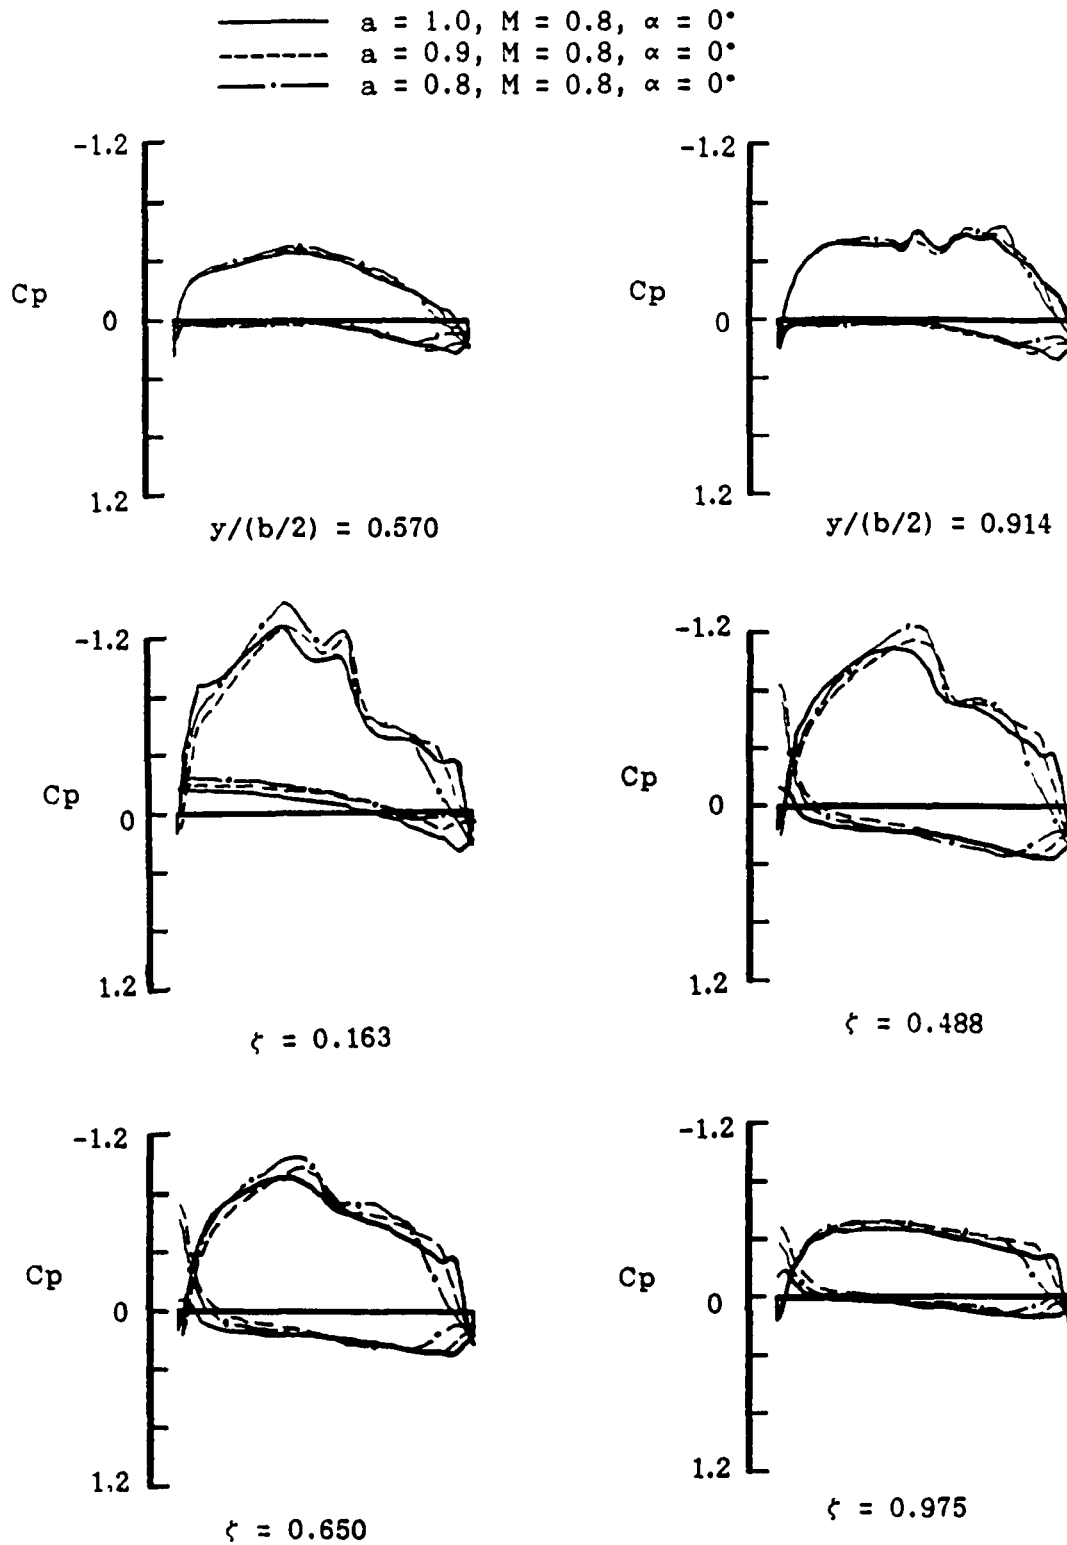 a = 1.0, M = 0.8, ∝ = 0°
a = 0.9, M = 0.8, ∝ = 0°
a = 0.8, M = 0.8, ∝ = 0°
-1.2
Cp
0
1.2
y/(b/2) = 0.570
-1.2
Cp
0
1.2
y/(b/2) = 0.914
-1.2
Cp
0
1.2
ζ = 0.163
-1.2
Cp
0
1.2
ζ = 0.488
-1.2
Cp
0
1.2
ζ = 0.650
-1.2
Cp
0
1.2
ζ = 0.975